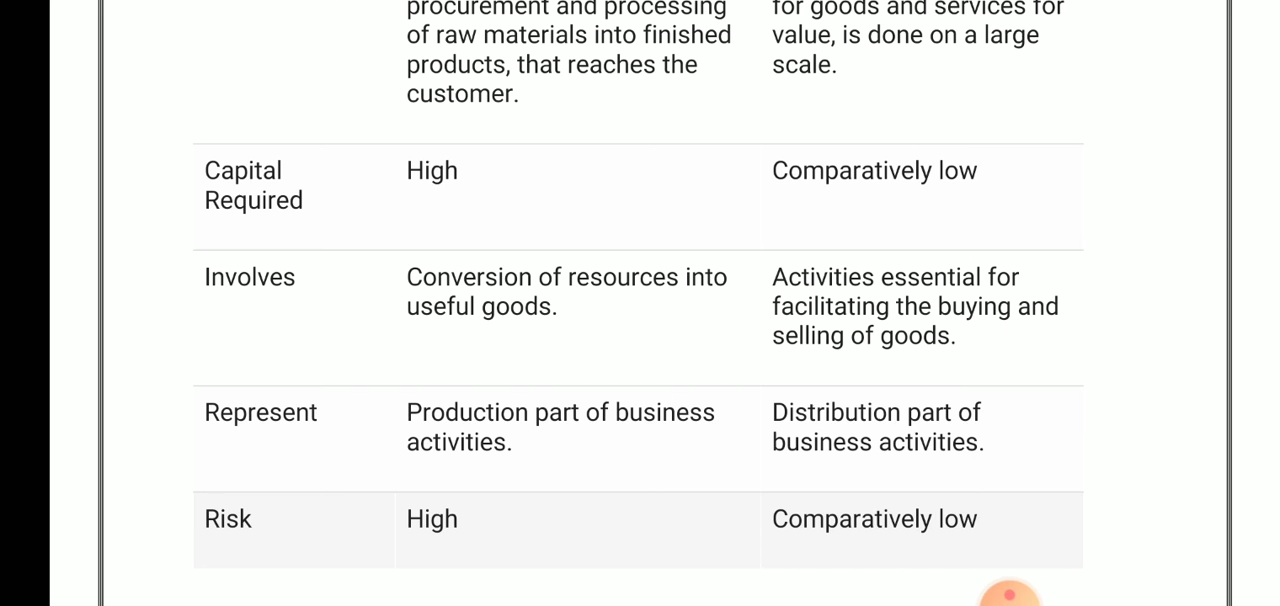 procurement and processing
of raw materials into finished
products, that reaches the
customer.
for goods and services for
value, is done on a large
scale.
Capital
Required
High
Comparatively low
Involves
Conversion of resources into
useful goods.
Activities essential for
facilitating the buying and
selling of goods.
Represent
Production part of business
activities.
Distribution part of
business activities.
Risk
High
Comparatively low